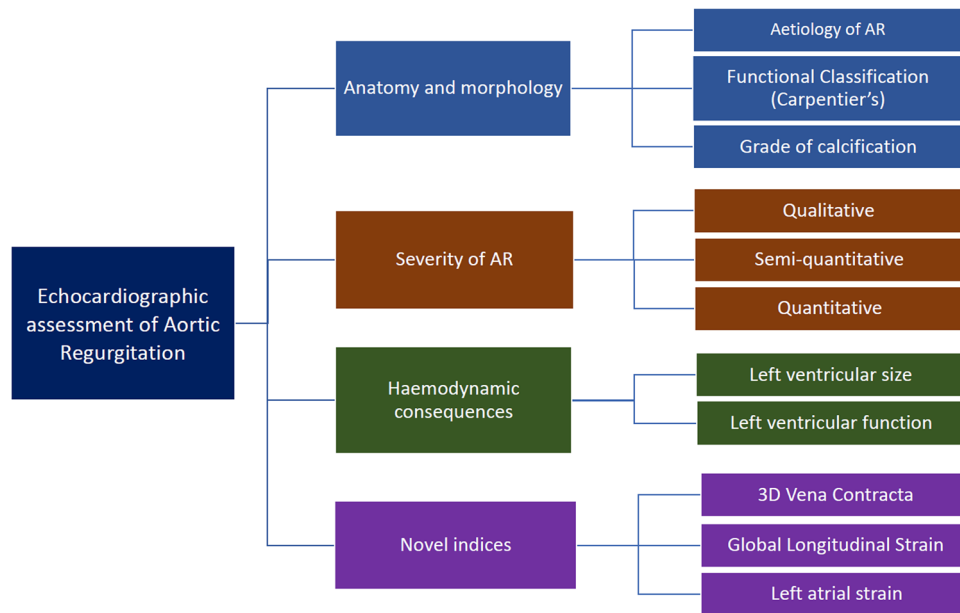 Echocardiographic
assessment of Aortic
Regurgitation
Anatomy and morphology
Aetiology of AR
Functional Classification
(Carpentier's)
Grade of calcification
Severity of AR
Qualitative
Semi-quantitative
Quantitative
Haemodynamic
consequences
Left ventricular size
Left ventricular function
Novel indices
3D Vena Contracta
Global Longitudinal Strain
Left atrial strain